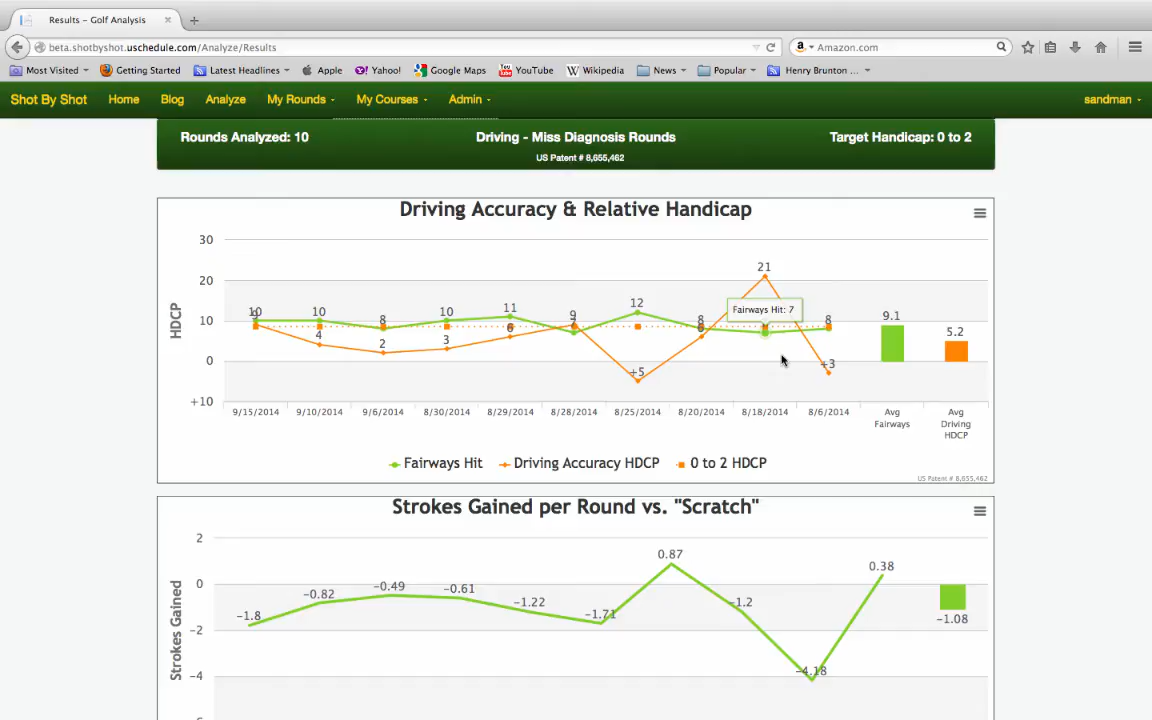 Results – Golf Analysis
beta.shotbyshot.uschedule.com/Analyze/Results
Amazon.com
Most Visited Getting Started Latest Headlines Apple Yahoo! Google Maps YouTube Wikipedia News Popular Henry Brunton ...
Shot By Shot Home Blog Analyze My Rounds My Courses Admin sandman
Rounds Analyzed: 10 Driving - Miss Diagnosis Rounds Target Handicap: 0 to 2
US Patent # 8,655,462
Driving Accuracy & Relative Handicap
HDCP
30
20
10
0
+10
10 10 8 10 11 9 12 8 21 8 9.1
4 2 3 6 +5 6 +3 5.2
Fairways Hit: 7
9/15/2014 9/10/2014 9/6/2014 8/30/2014 8/29/2014 8/28/2014 8/25/2014 8/20/2014 8/18/2014 8/6/2014 Avg Avg
Fairways Driving
HDCP
Fairways Hit Driving Accuracy HDCP 0 to 2 HDCP
US Patent # 8,655,462
Strokes Gained per Round vs. "Scratch"
Strokes Gained
2
0
−2
−4
−1.8 −0.82 −0.49 −0.61 −1.22 −1.71 0.87 −1.2 −4.18 0.38 −1.08